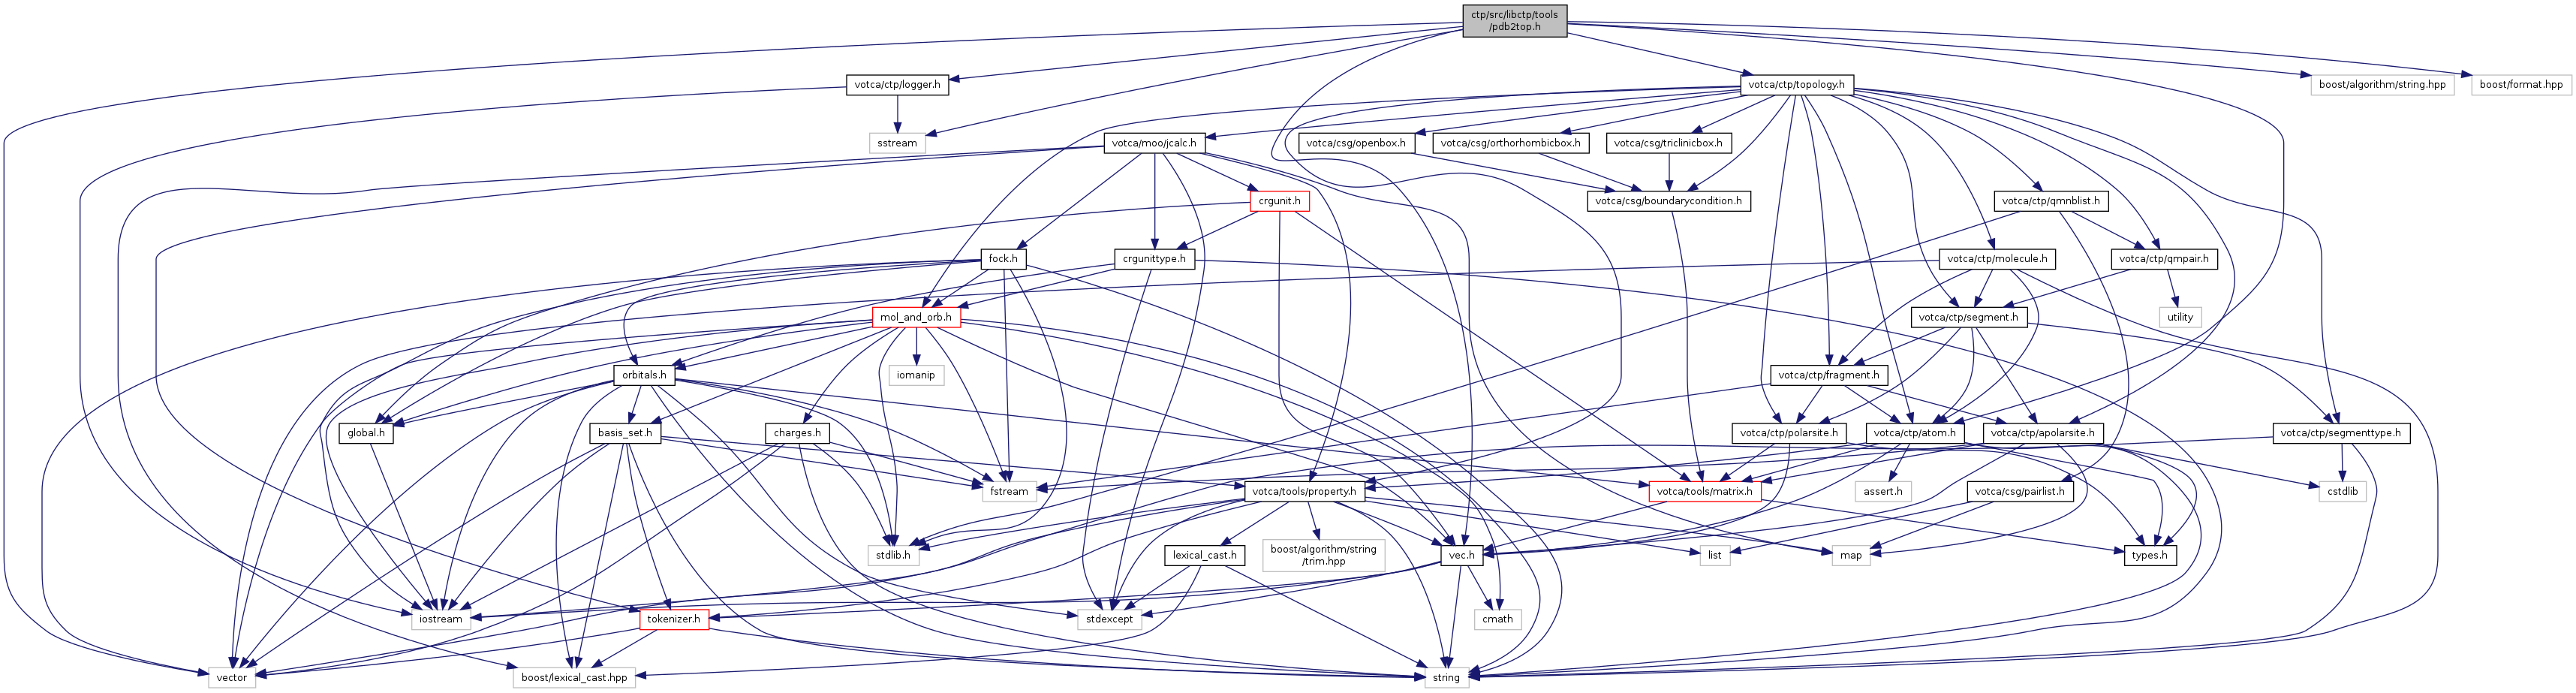 ctp/src/libctp/tools
/pdb2top.h
votca/ctp/logger.h
votca/ctp/topology.h
boost/algorithm/string.hpp
boost/format.hpp
sstream
votca/moo/jcalc.h
votca/csg/openbox.h
votca/csg/orthorhombicbox.h
votca/csg/triclinicbox.h
crgunit.h
votca/csg/boundarycondition.h
votca/ctp/qmnblist.h
fock.h
crgunittype.h
votca/ctp/molecule.h
votca/ctp/qmpair.h
mol_and_orb.h
votca/ctp/segment.h
utility
orbitals.h
iomanip
votca/ctp/fragment.h
global.h
basis_set.h
charges.h
votca/ctp/polarsite.h
votca/ctp/atom.h
votca/ctp/apolarsite.h
votca/ctp/segmenttype.h
fstream
votca/tools/property.h
votca/tools/matrix.h
assert.h
votca/csg/pairlist.h
cstdlib
stdlib.h
lexical_cast.h
boost/algorithm/string
/trim.hpp
vec.h
list
map
types.h
iostream
tokenizer.h
stdexcept
cmath
vector
boost/lexical_cast.hpp
string